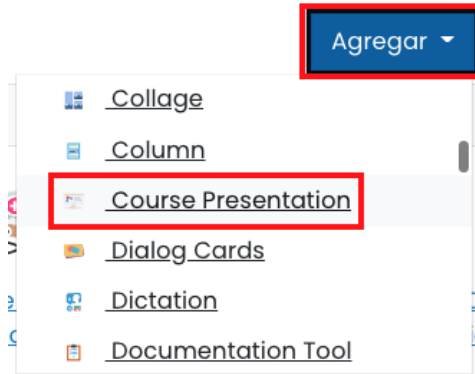 Agregar
Collage
Column
Course Presentation
Dialog Cards
Dictation
Documentation Tool